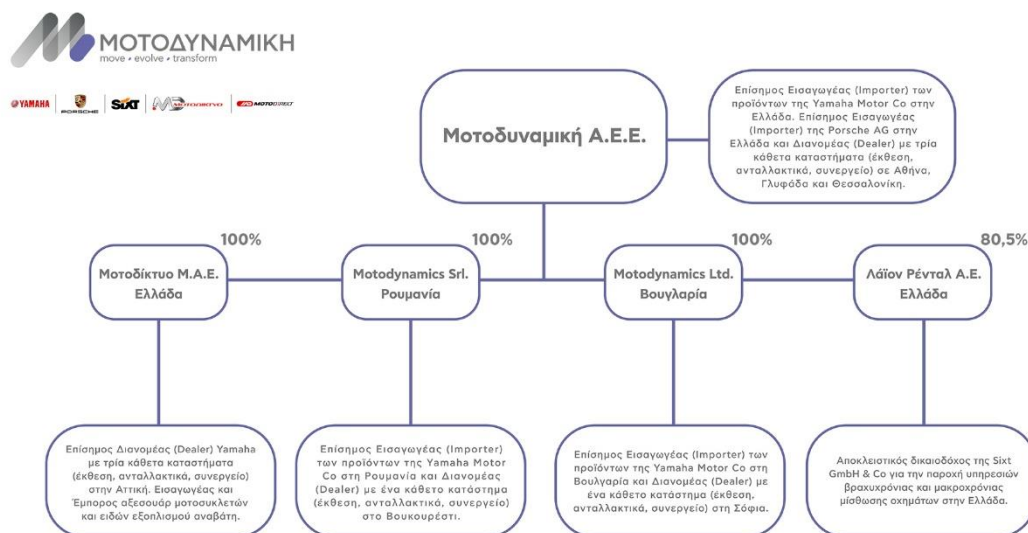 ΜΟΤΟΔΥΝΑΜΙΚΗ
move • evolve • transform
YAMAHA
PORSCHE
SIXT
ΜΟΤΟΔΙΚΤΥΟ
MOTODIREKT
Μοτοδυναμική Α.Ε.Ε.
Επίσημος Εισαγωγέας (Importer) των
προϊόντων της Yamaha Motor Co στην
Ελλάδα. Επίσημος Εισαγωγέας
(Importer) της Porsche AG στην
Ελλάδα και Διανομέας (Dealer) με τρία
κάθετα καταστήματα (έκθεση,
ανταλλακτικά, συνεργείο) σε Αθήνα,
Γλυφάδα και Θεσσαλονίκη.
100%
Μοτοδίκτυο Μ.Α.Ε.
Ελλάδα
100%
Motodynamics Srl.
Ρουμανία
100%
Motodynamics Ltd.
Βουγλαρία
80,5%
Λάϊον Ρένταλ Α.Ε.
Ελλάδα
Επίσημος Διανομέας (Dealer) Yamaha
με τρία κάθετα καταστήματα
(έκθεση, ανταλλακτικά, συνεργείο)
στην Αττική. Εισαγωγέας και
Έμπορος αξεσουάρ μοτοσυκλετών
και ειδών εξοπλισμού αναβάτη.
Επίσημος Εισαγωγέας (Importer)
των προϊόντων της Yamaha Motor
Co στη Ρουμανία και Διανομέας
(Dealer) με ένα κάθετο κατάστημα
(έκθεση, ανταλλακτικά, συνεργείο)
στο Βουκουρέστι.
Επίσημος Εισαγωγέας (Importer) των
προϊόντων της Yamaha Motor Co στη
Βουλγαρία και Διανομέας (Dealer) με
ένα κάθετο κατάστημα (έκθεση,
ανταλλακτικά, συνεργείο) στη Σόφια.
Αποκλειστικός δικαιοδόχος της Sixt
GmbH & Co για την παροχή υπηρεσιών
βραχυχρόνιας και μακροχρόνιας
μίσθωσης οχημάτων στην Ελλάδα.